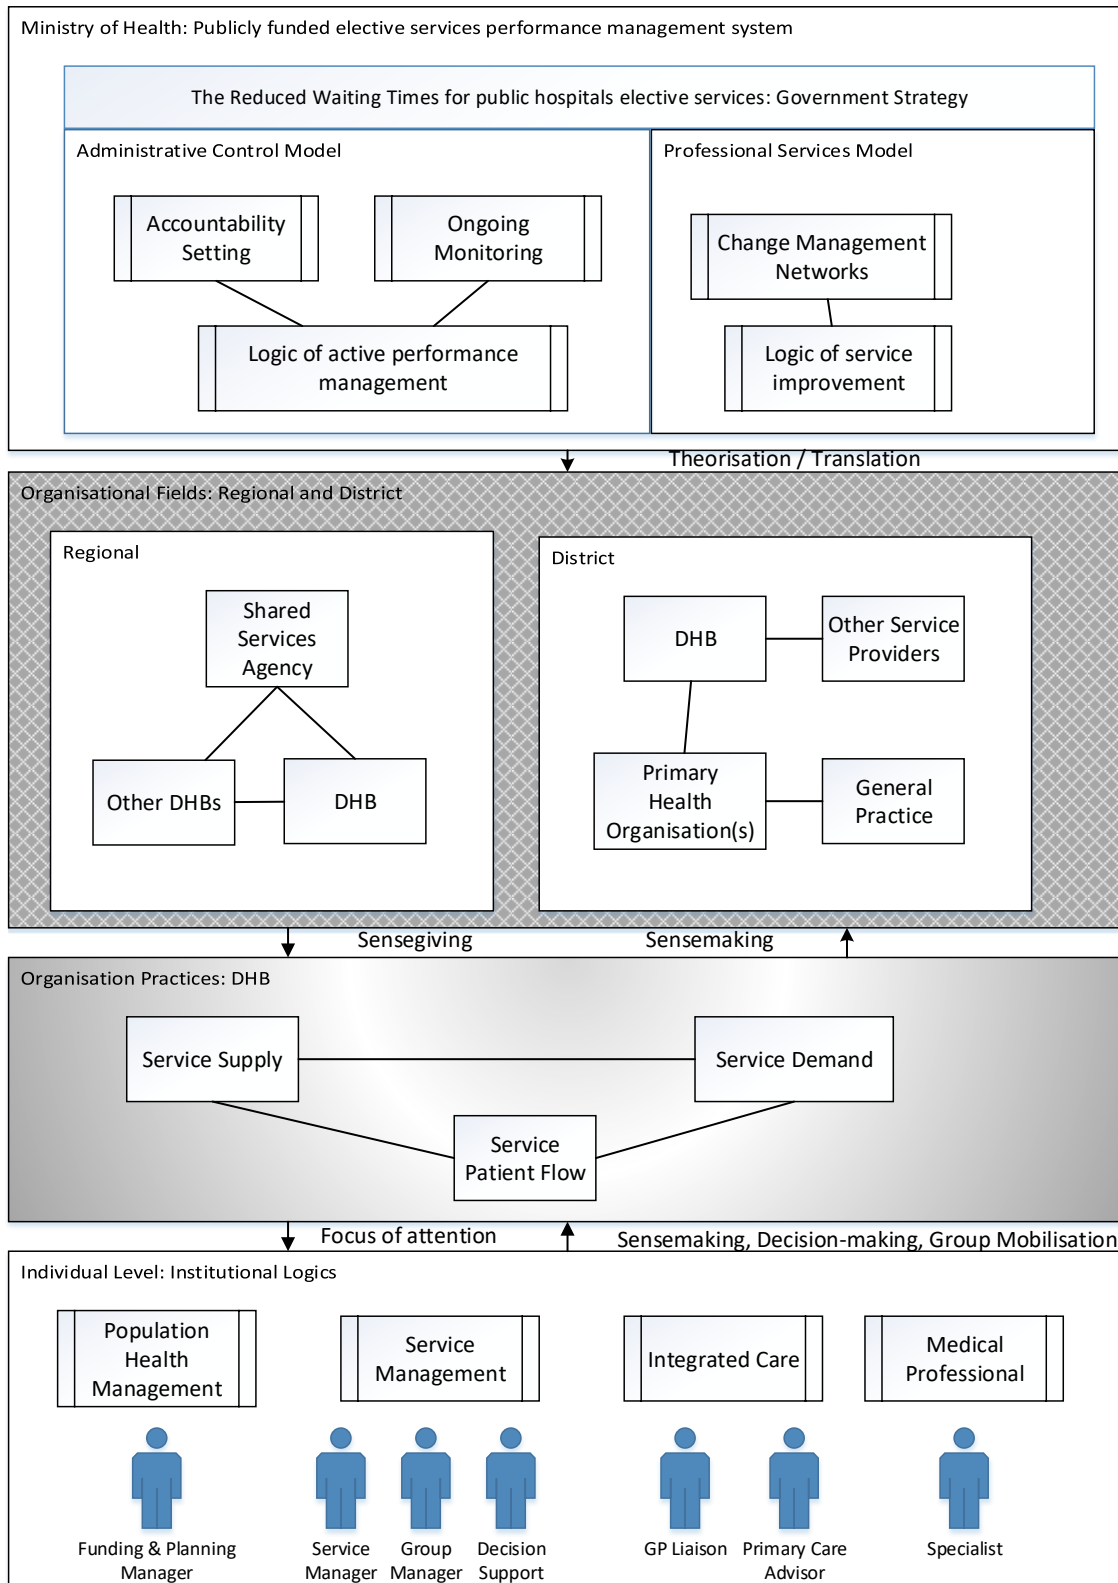 Ministry of Health: Publicly funded elective services performance management system
The Reduced Waiting Times for public hospitals elective services: Government Strategy
Administrative Control Model
Professional Services Model
Accountability
Setting
Ongoing
Monitoring
Change Management
Networks
Logic of active performance
management
Logic of service
improvement
Theorisation / Translation
Organisational Fields: Regional and District
Regional
District
Shared
Services
Agency
DHB
Other Service
Providers
Other DHBs
DHB
Primary
Health
Organisation(s)
General
Practice
Sensegiving
Sensemaking
Organisation Practices: DHB
Service Supply
Service Demand
Service
Patient Flow
Focus of attention
Sensemaking, Decision-making, Group Mobilisation
Individual Level: Institutional Logics
Population
Health
Management
Service
Management
Integrated Care
Medical
Professional
Funding & Planning
Manager
Service
Manager
Group
Manager
Decision
Support
GP Liaison
Primary Care
Advisor
Specialist